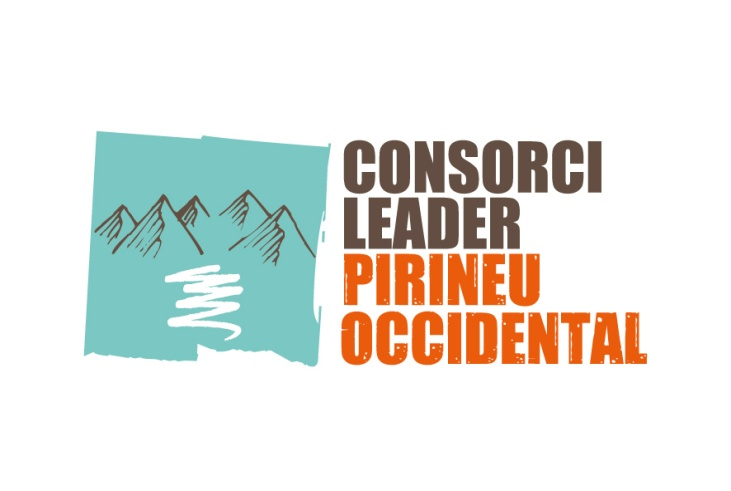 CONSORCI
LEADER
PIRINEU
OCCIDENTAL